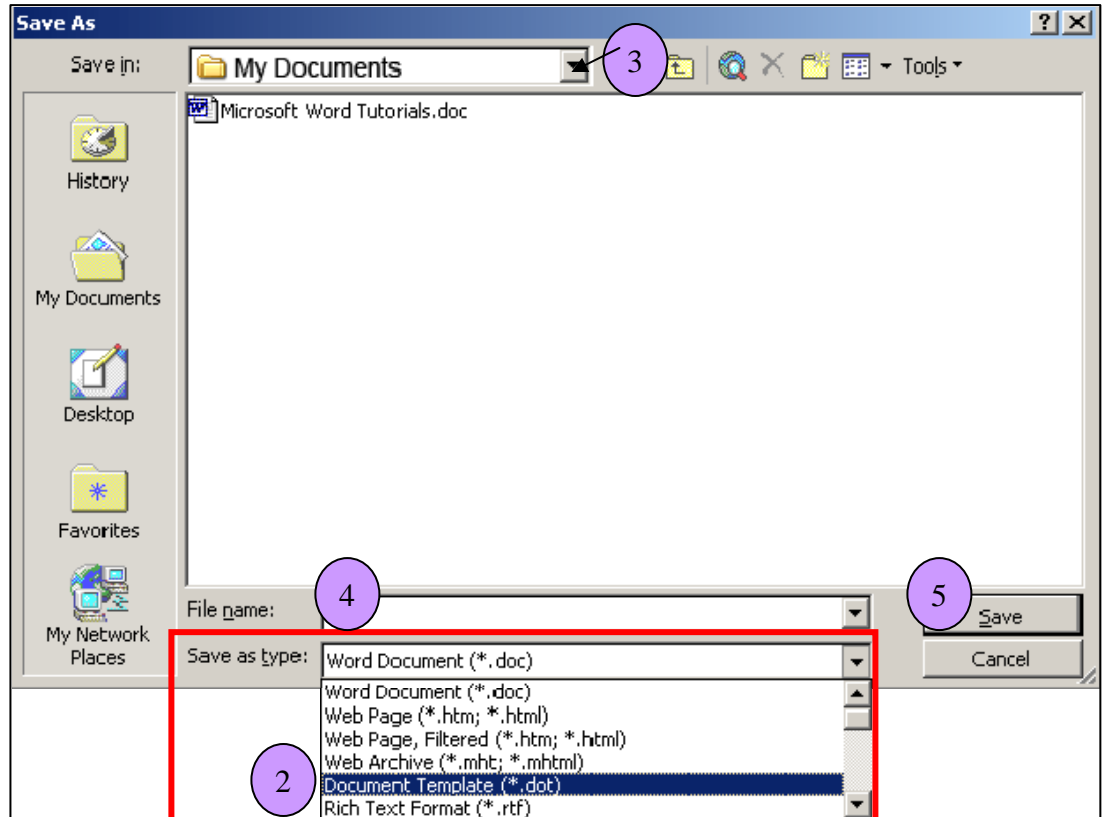 Save As
Save in: My Documents 3 Tools
Microsoft Word Tutorials.doc
History
My Documents
Desktop
Favorites
My Network
Places
File name: 4
5 Save
Save as type: Word Document (*.doc)
Cancel
Word Document (*.doc)
Web Page (*.htm; *.html)
Web Page, Filtered (*.htm; *.html)
Web Archive (*.mht; *.mhtml)
2 Document Template (*.dot)
Rich Text Format (*.rtf)